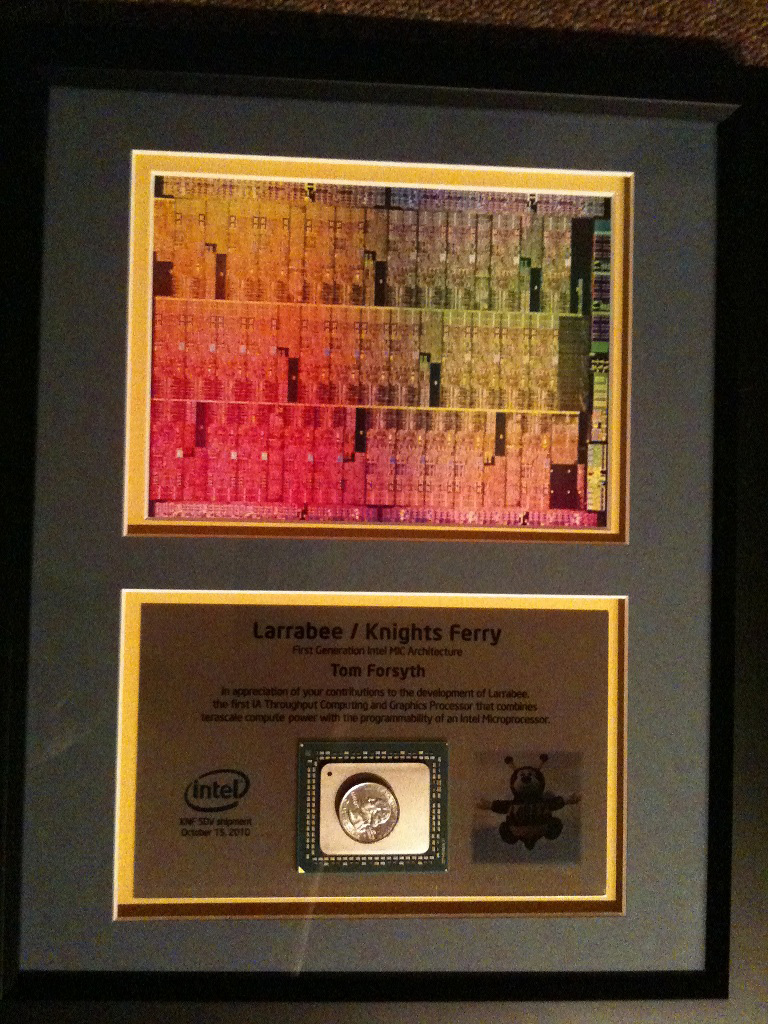 Larrabee / Knights Ferry
First Generation Intel MIC Architecture
Tom Forsyth
In appreciation of your contributions to the development of Larrabee,
the first IA Throughput Computing and Graphics Processor that combines
terascale compute power with the programmability of an Intel Microprocessor.
intel
KNF SDV shipment
October 15, 2010